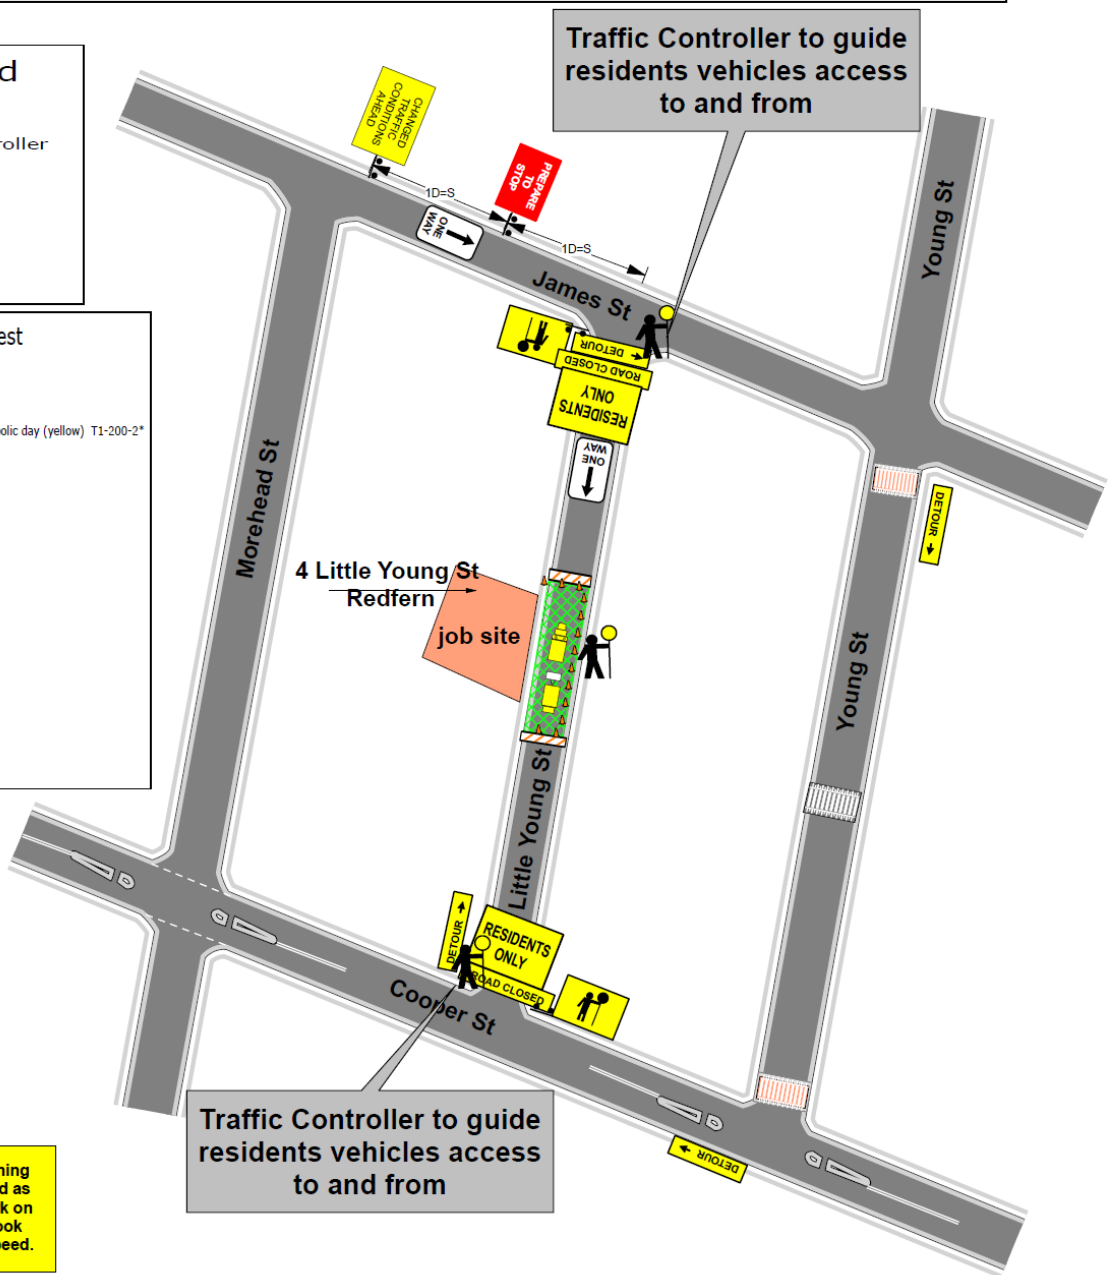 Traffic Controller to guide
residents vehicles access
to and from
d
roller
CHANGED
TRAFFIC
CONDITIONS
AHEAD
PREPARE
TO
STOP
1D=S
1D=S
ONE
WAY
James St
Young St
est
olic day (yellow) T1-200-2*
DETOUR
ROAD CLOSED
RESIDENTS
ONLY
ONE
WAY
Morehead St
DETOUR
4 Little Young St
Redfern
job site
Young St
Little Young St
DETOUR
RESIDENTS
ONLY
ROAD CLOSED
Cooper St
Traffic Controller to guide
residents vehicles access
to and from
DETOUR
ning
d as
k on
ook
peed.